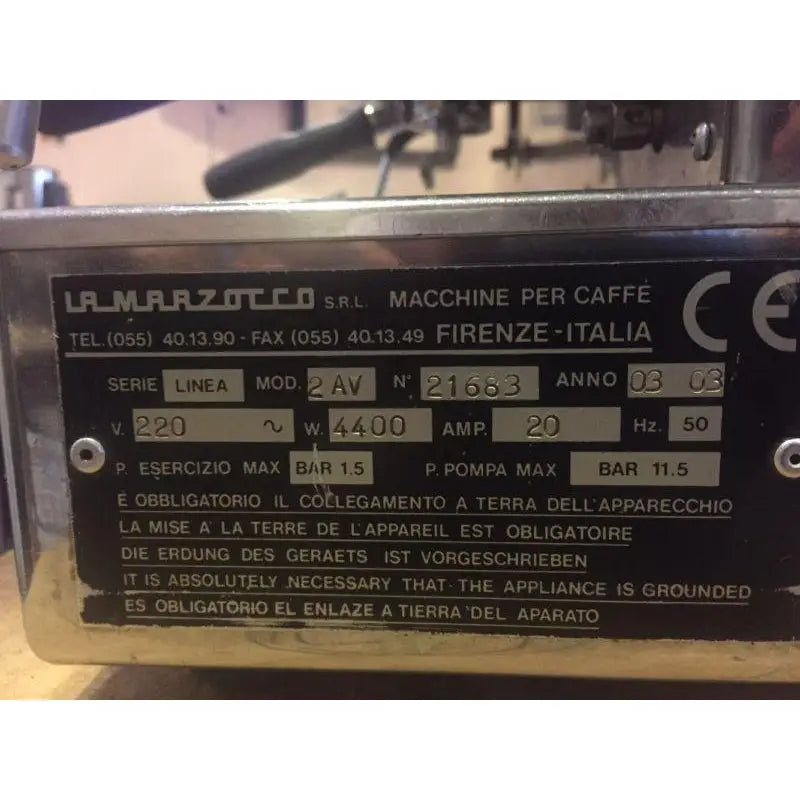 LA MARZOCCO S.R.L. MACCHINE PER CAFFE
TEL.(055) 40.13.90 - FAX (055) 40.13.49 FIRENZE - ITALIA CE
SERIE LINEA MOD. 2 AV N° 21683 ANNO 03 03
V. 220 ~ W. 4400 AMP. 20 Hz. 50
P. ESERCIZIO MAX BAR 1.5 P. POMPA MAX BAR 11.5
È OBBLIGATORIO IL COLLEGAMENTO A TERRA DELL'APPARECCHIO
LA MISE A LA TERRE DE L'APPAREIL EST OBLIGATOIRE
DIE ERDUNG DES GERAETS IST VORGESCHRIEBEN
IT IS ABSOLUTELY NECESSARY THAT THE APPLIANCE IS GROUNDED
ES OBLIGATORIO EL ENLAZE A TIERRA DEL APARATO